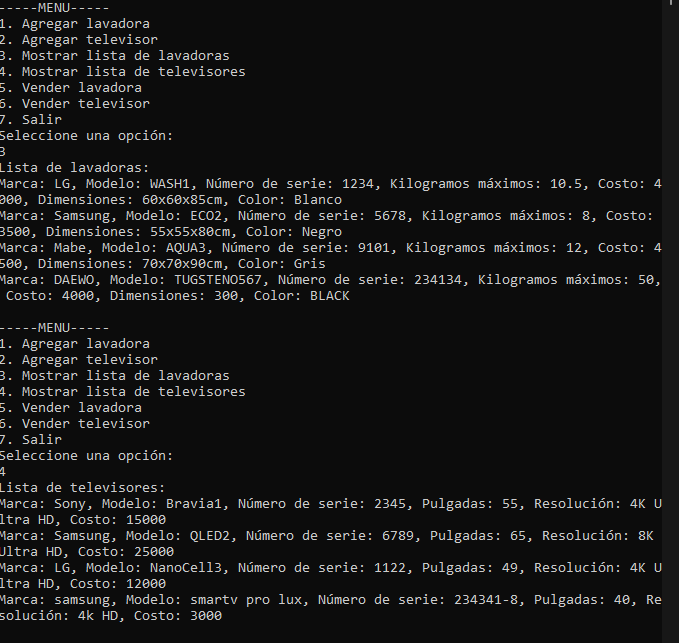 -----MENU-----
1. Agregar lavadora
2. Agregar televisor
3. Mostrar lista de lavadoras
4. Mostrar lista de televisores
5. Vender lavadora
6. Vender televisor
7. Salir
Seleccione una opción:
3
Lista de lavadoras:
Marca: LG, Modelo: WASH1, Número de serie: 1234, Kilogramos máximos: 10.5, Costo: 4
000, Dimensiones: 60x60x85cm, Color: Blanco
Marca: Samsung, Modelo: ECO2, Número de serie: 5678, Kilogramos máximos: 8, Costo:
3500, Dimensiones: 55x55x80cm, Color: Negro
Marca: Mabe, Modelo: AQUA3, Número de serie: 9101, Kilogramos máximos: 12, Costo: 4
500, Dimensiones: 70x70x90cm, Color: Gris
Marca: DAEWO, Modelo: TUGSTENO567, Número de serie: 234134, Kilogramos máximos: 50,
 Costo: 4000, Dimensiones: 300, Color: BLACK

-----MENU-----
1. Agregar lavadora
2. Agregar televisor
3. Mostrar lista de lavadoras
4. Mostrar lista de televisores
5. Vender lavadora
6. Vender televisor
7. Salir
Seleccione una opción:
4
Lista de televisores:
Marca: Sony, Modelo: Bravia1, Número de serie: 2345, Pulgadas: 55, Resolución: 4K U
ltra HD, Costo: 15000
Marca: Samsung, Modelo: QLED2, Número de serie: 6789, Pulgadas: 65, Resolución: 8K
Ultra HD, Costo: 25000
Marca: LG, Modelo: NanoCell3, Número de serie: 1122, Pulgadas: 49, Resolución: 4K U
ltra HD, Costo: 12000
Marca: samsung, Modelo: smartv pro lux, Número de serie: 234341-8, Pulgadas: 40, Re
solución: 4k HD, Costo: 3000